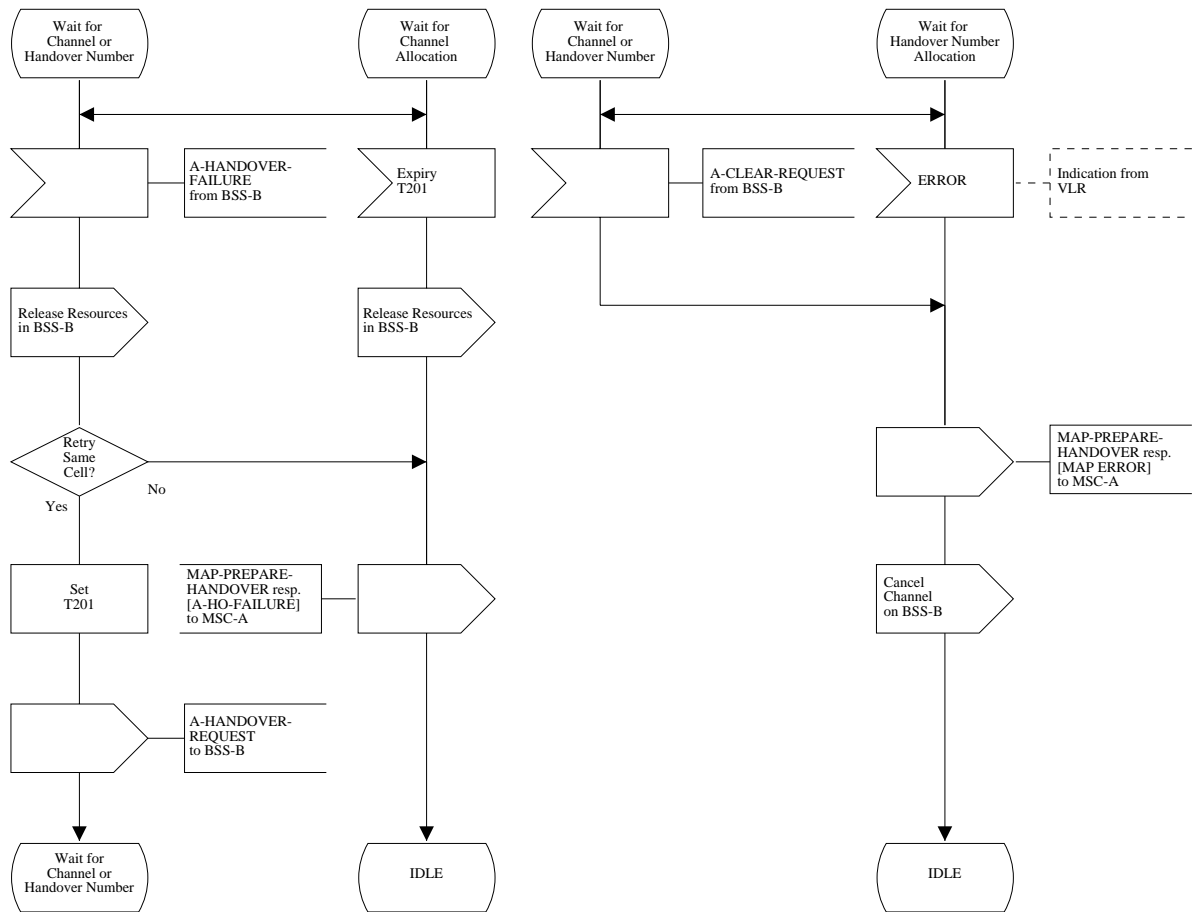 Wait for
Channel or
Handover Number
Wait for
Channel
Allocation
Wait for
Channel or
Handover Number
Wait for
Handover Number
Allocation
A-HANDOVER-
FAILURE
from BSS-B
Expiry
T201
A-CLEAR-REQUEST
from BSS-B
ERROR
Indication from
VLR
Release Resources
in BSS-B
Release Resources
in BSS-B
Retry
Same
Cell?
No
Yes
MAP-PREPARE-
HANDOVER resp.
[MAP ERROR]
to MSC-A
Set
T201
MAP-PREPARE-
HANDOVER resp.
[A-HO-FAILURE]
to MSC-A
Cancel
Channel
on BSS-B
A-HANDOVER-
REQUEST
to BSS-B
Wait for
Channel or
Handover Number
IDLE
IDLE